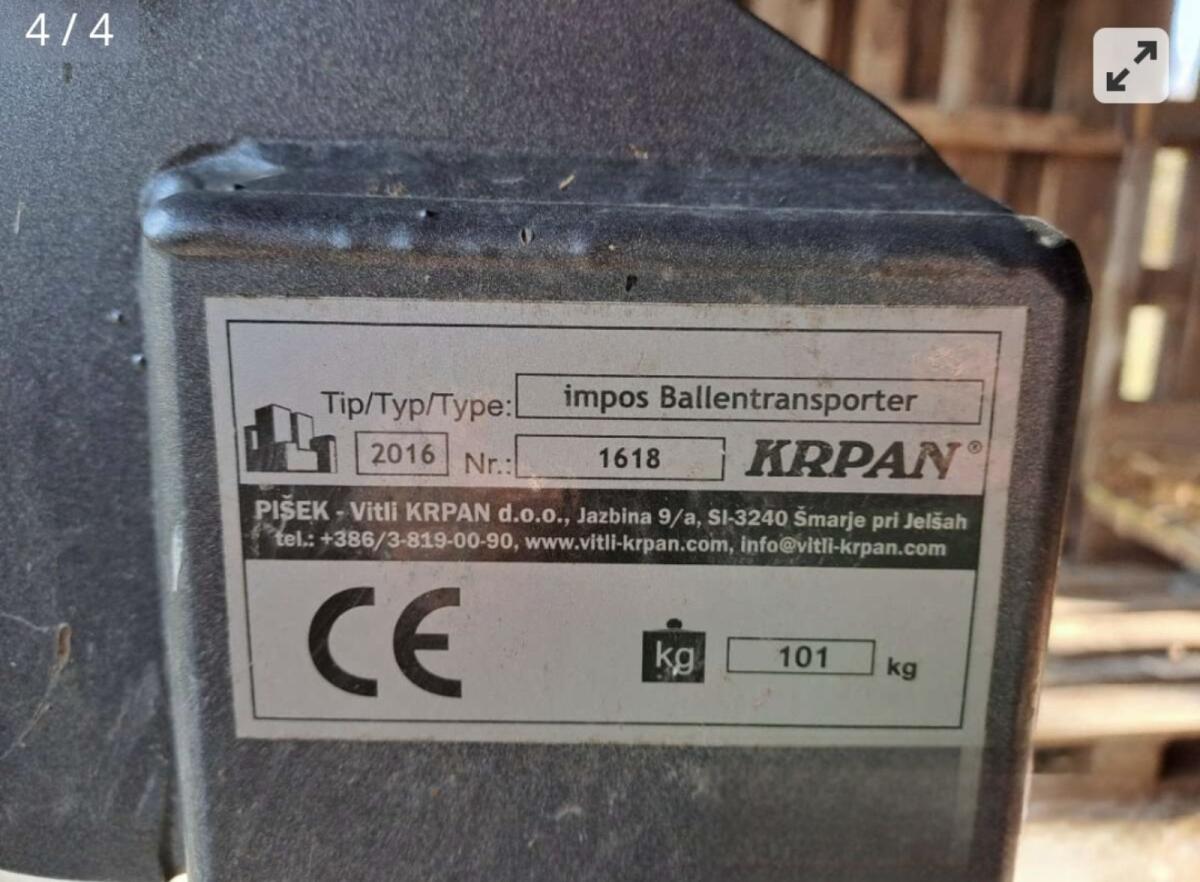 4 / 4
Tip/Typ/Type: impos Ballentransporter
2016 Nr.: 1618 KRPAN®
PIŠEK - Vitli KRPAN d.o.o., Jazbina 9/a, SI-3240 Šmarje pri Jelšah
tel.: +386/3-819-00-90, www.vitli-krpan.com, info@vitli-krpan.com
CE kg 101 kg